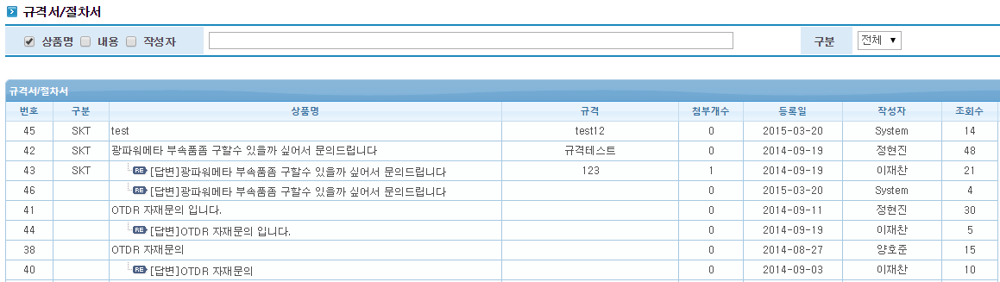 규격서/절차서
상품명 내용 작성자 구분 전체 ▼
규격서/절차서
번호 구분 상품명 규격 첨부개수 등록일 작성자 조회수
45 SKT test test12 0 2015-03-20 System 14
42 SKT 광파워메타 부속품좀 구할수 있을까 싶어서 문의드립니다 규격테스트 0 2014-09-19 정현진 48
43 SKT RE [답변]광파워메타 부속품좀 구할수 있을까 싶어서 문의드립니다 123 1 2014-09-19 이재찬 21
46 RE [답변]광파워메타 부속품좀 구할수 있을까 싶어서 문의드립니다 0 2015-03-20 System 4
41 OTDR 자재문의 입니다. 0 2014-09-11 정현진 30
44 RE [답변]OTDR 자재문의 입니다. 0 2014-09-19 이재찬 5
38 OTDR 자재문의 0 2014-08-27 양호준 15
40 RE [답변]OTDR 자재문의 0 2014-09-03 이재찬 10